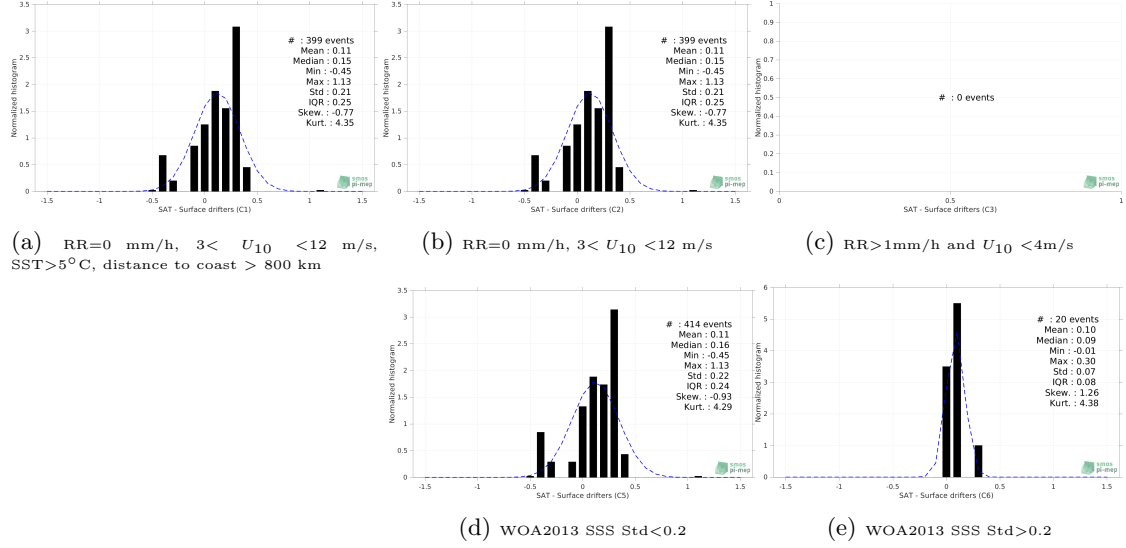 # : 399 events
Mean : 0.11
Median : 0.15
Min : -0.45
Max : 1.13
Std : 0.21
IQR : 0.25
Skew. : -0.77
Kurt. : 4.35
Normalized histogram
3.5
3
2.5
2
1.5
1
0.5
0
-1.5 -1 -0.5 0 0.5 1 1.5
SAT - Surface drifters (C1)
smos
pi-mep
(a) RR=0 mm/h, 3< U10 <12 m/s,
SST>5°C, distance to coast > 800 km
# : 399 events
Mean : 0.11
Median : 0.15
Min : -0.45
Max : 1.13
Std : 0.21
IQR : 0.25
Skew. : -0.77
Kurt. : 4.35
Normalized histogram
3.5
3
2.5
2
1.5
1
0.5
0
-1.5 -1 -0.5 0 0.5 1 1.5
SAT - Surface drifters (C2)
smos
pi-mep
(b) RR=0 mm/h, 3< U10 <12 m/s
# : 0 events
Normalized histogram
1
0.9
0.8
0.7
0.6
0.5
0.4
0.3
0.2
0.1
0
0 0.5 1
SAT - Surface drifters (C3)
smos
pi-mep
(c) RR>1mm/h and U10 <4m/s
# : 414 events
Mean : 0.11
Median : 0.16
Min : -0.45
Max : 1.13
Std : 0.22
IQR : 0.24
Skew. : -0.93
Kurt. : 4.29
Normalized histogram
3.5
3
2.5
2
1.5
1
0.5
0
-1.5 -1 -0.5 0 0.5 1 1.5
SAT - Surface drifters (C5)
smos
pi-mep
(d) WOA2013 SSS Std<0.2
# : 20 events
Mean : 0.10
Median : 0.09
Min : -0.01
Max : 0.30
Std : 0.07
IQR : 0.08
Skew. : 1.26
Kurt. : 4.38
Normalized histogram
6
5
4
3
2
1
0
-1.5 -1 -0.5 0 0.5 1 1.5
SAT - Surface drifters (C6)
smos
pi-mep
(e) WOA2013 SSS Std>0.2